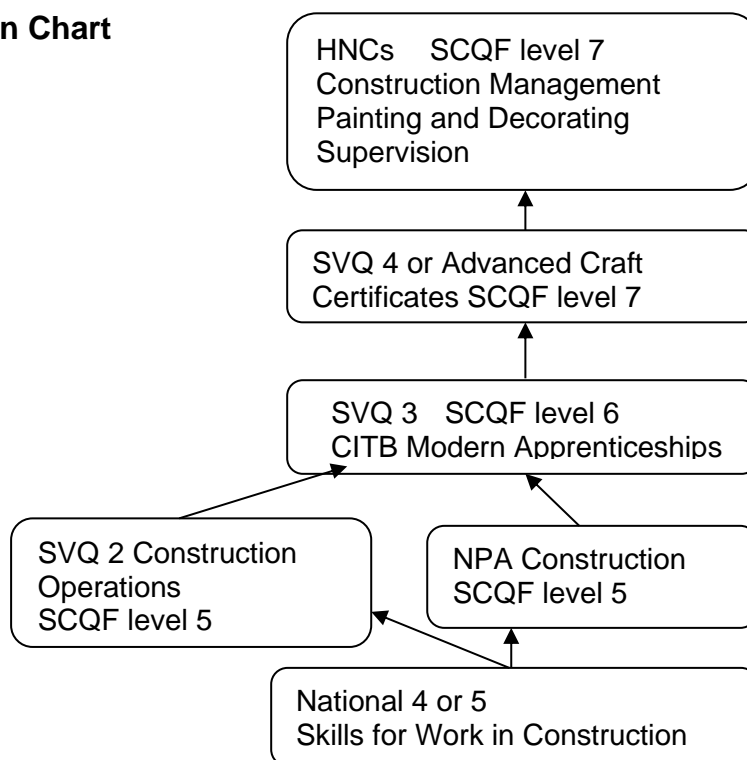 n Chart
HNCs SCQF level 7
Construction Management
Painting and Decorating
Supervision
SVQ 4 or Advanced Craft
Certificates SCQF level 7
SVQ 3 SCQF level 6
CITB Modern Apprenticeships
SVQ 2 Construction
Operations
SCQF level 5
NPA Construction
SCQF level 5
National 4 or 5
Skills for Work in Construction